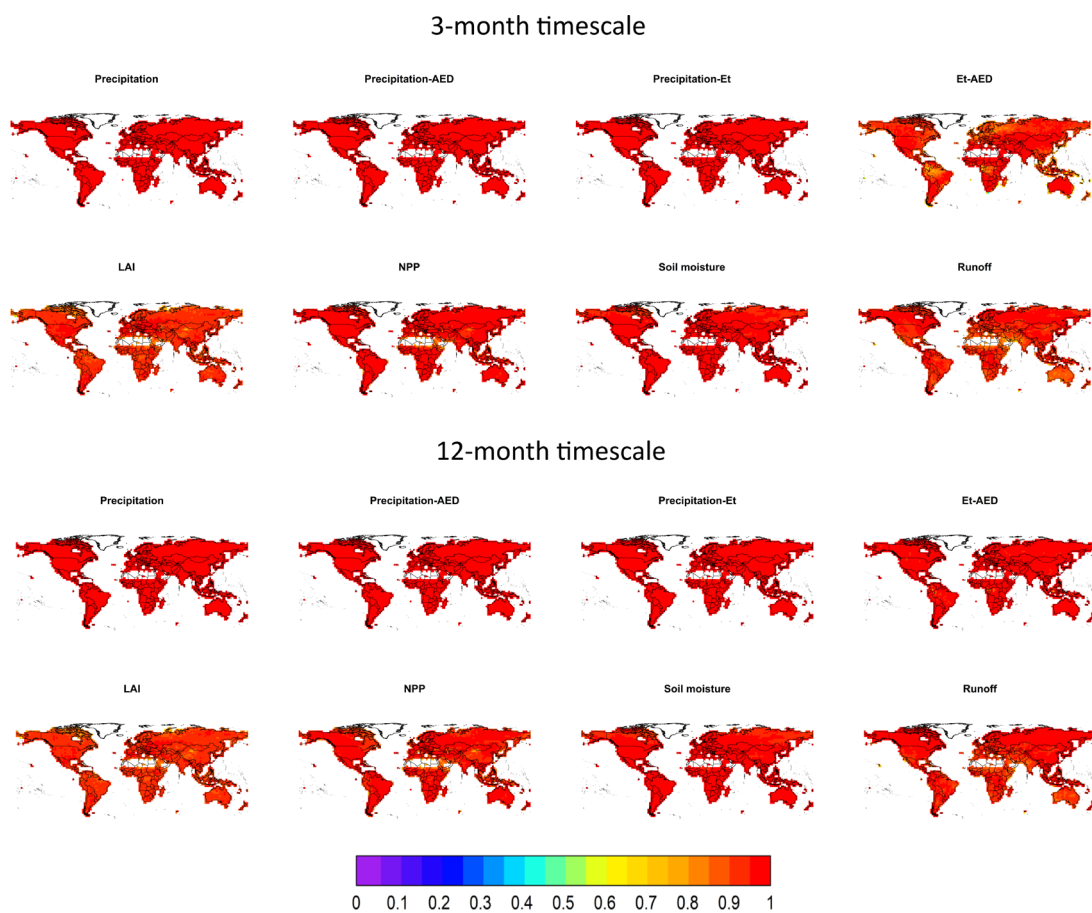 3-month timescale
Precipitation
Precipitation-AED
Precipitation-Et
Et-AED
LAI
NPP
Soil moisture
Runoff
12-month timescale
Precipitation
Precipitation-AED
Precipitation-Et
Et-AED
LAI
NPP
Soil moisture
Runoff
0 0.1 0.2 0.3 0.4 0.5 0.6 0.7 0.8 0.9 1